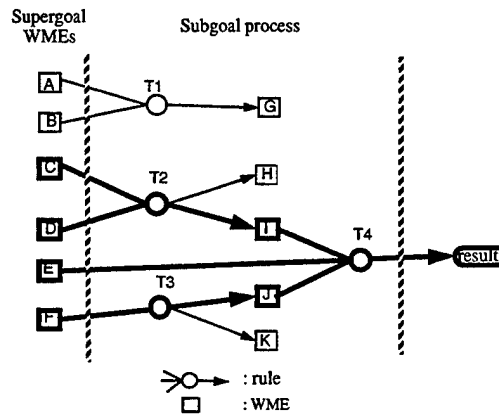 Supergoal
WMEs
Subgoal process
A
T1
B
G
C
T2
H
D
I
T4
E
result
T3
J
F
K
: rule
: WME